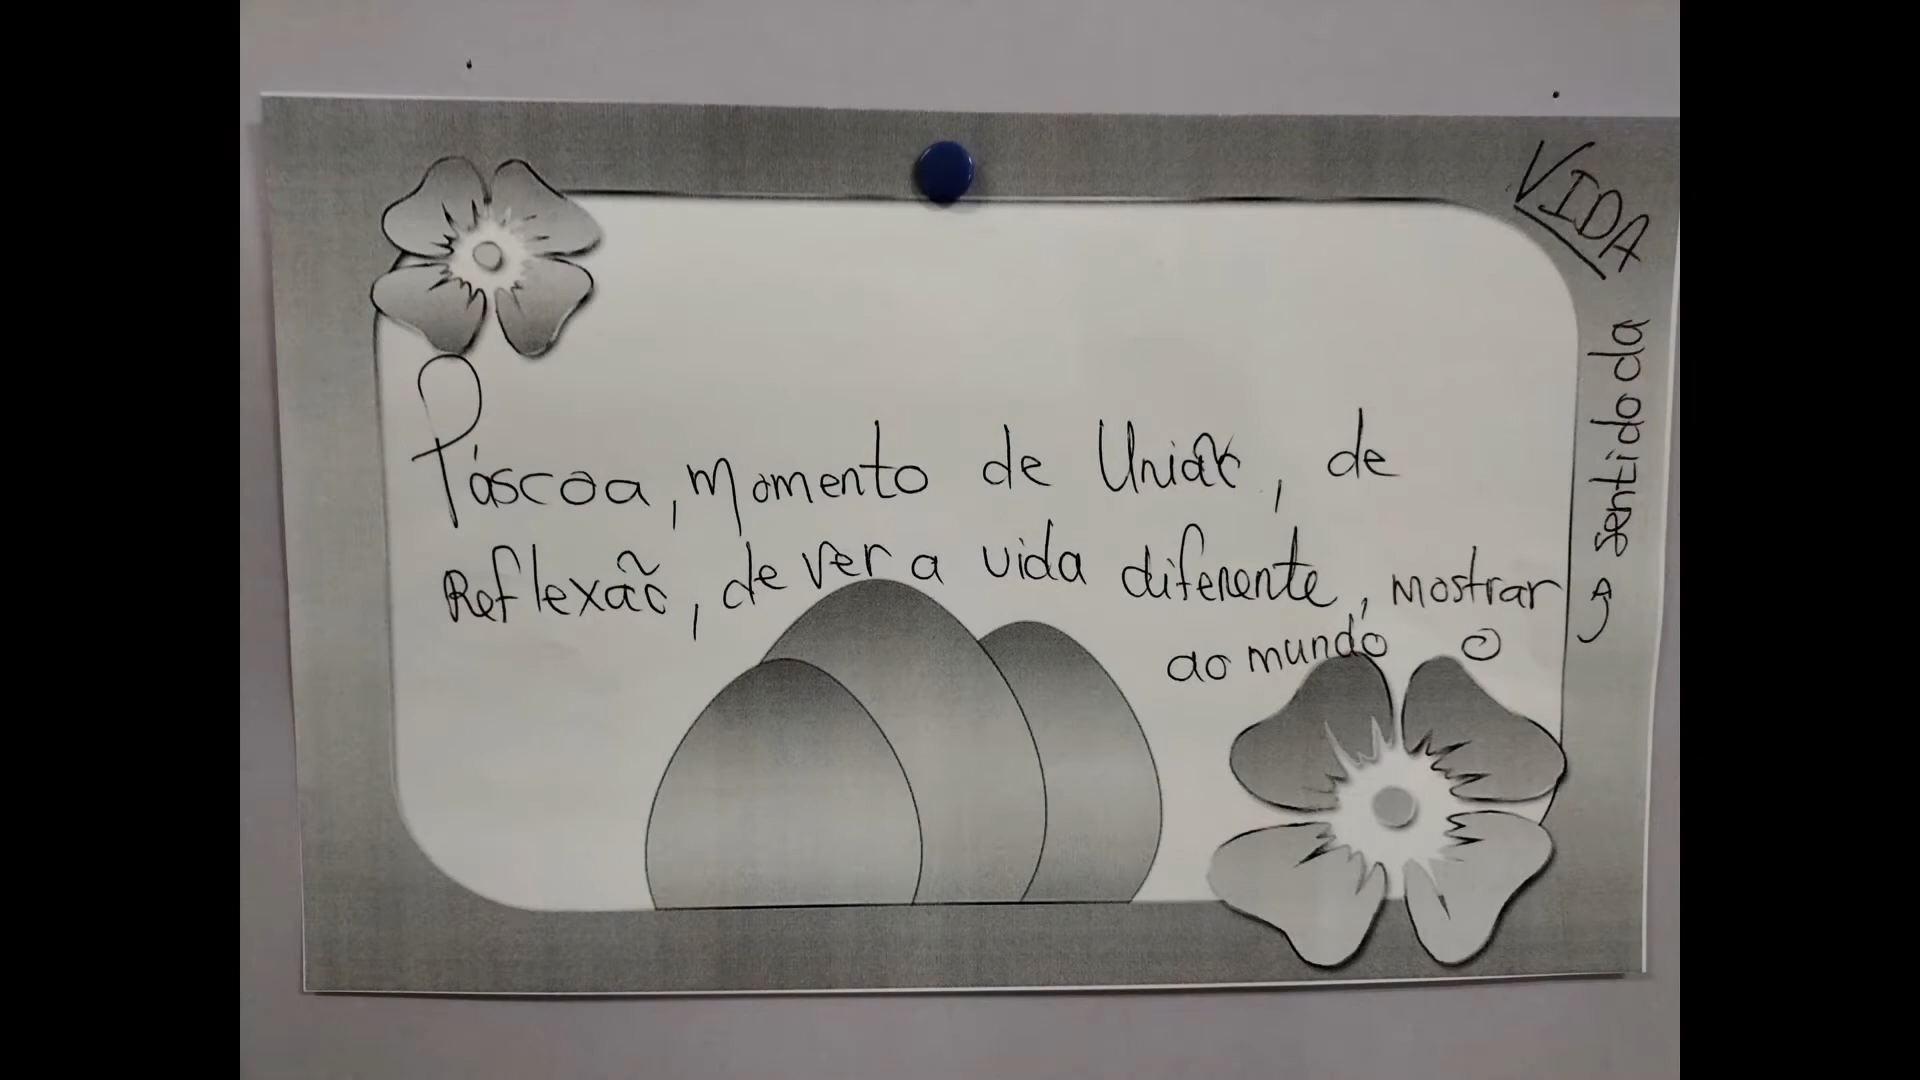 Páscoa, momento de União, de
Reflexão, de ver a vida diferente, mostrar
ao mundo o
sentido da
VIDA